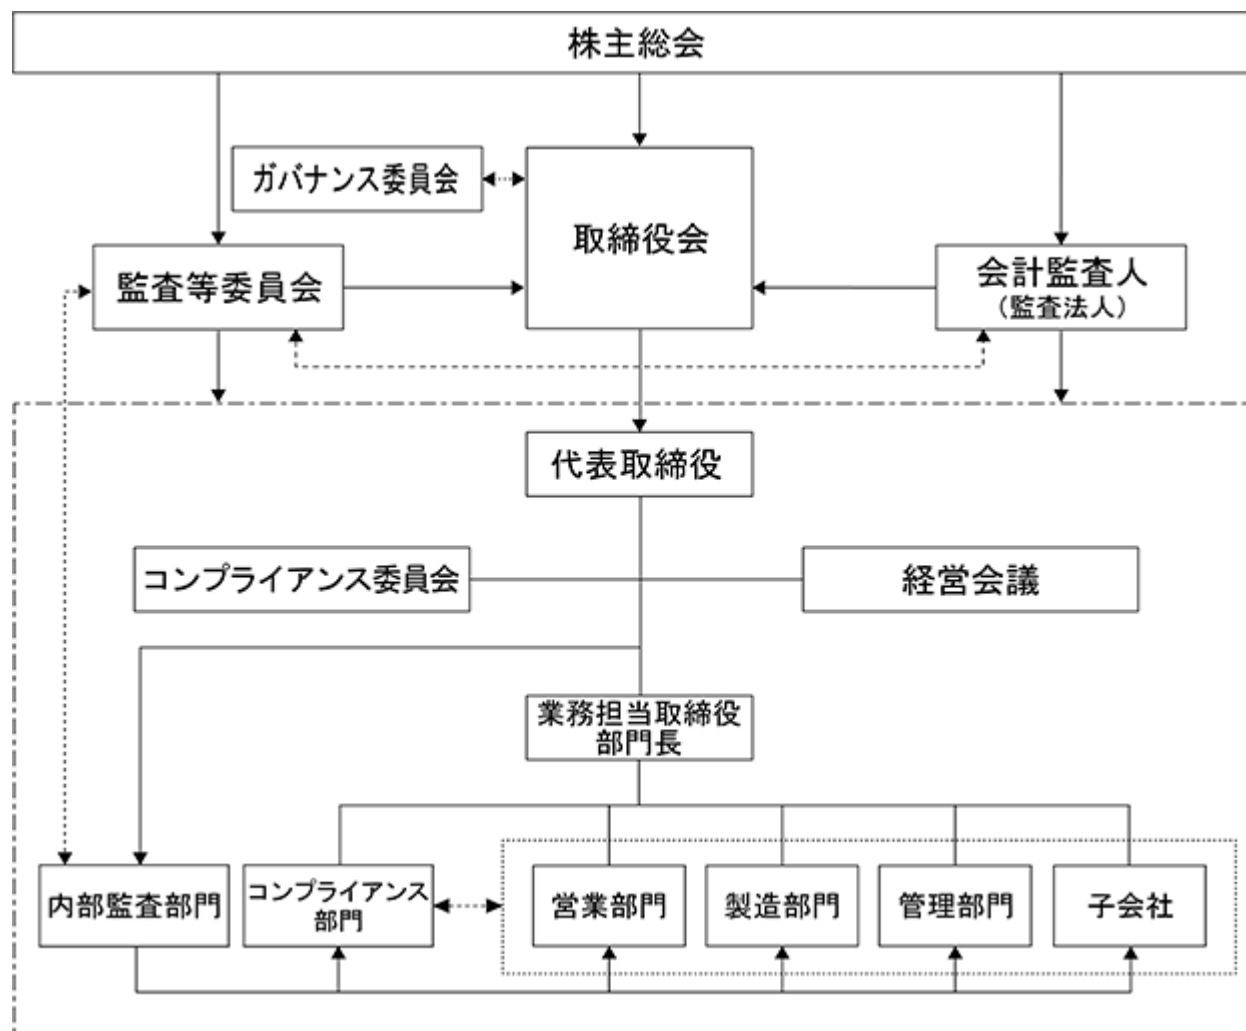 株主総会
ガバナンス委員会
取締役会
監査等委員会
会計監査人
（監査法人）
代表取締役
コンプライアンス委員会
経営会議
業務担当取締役
部門長
内部監査部門
コンプライアンス
部門
営業部門
製造部門
管理部門
子会社